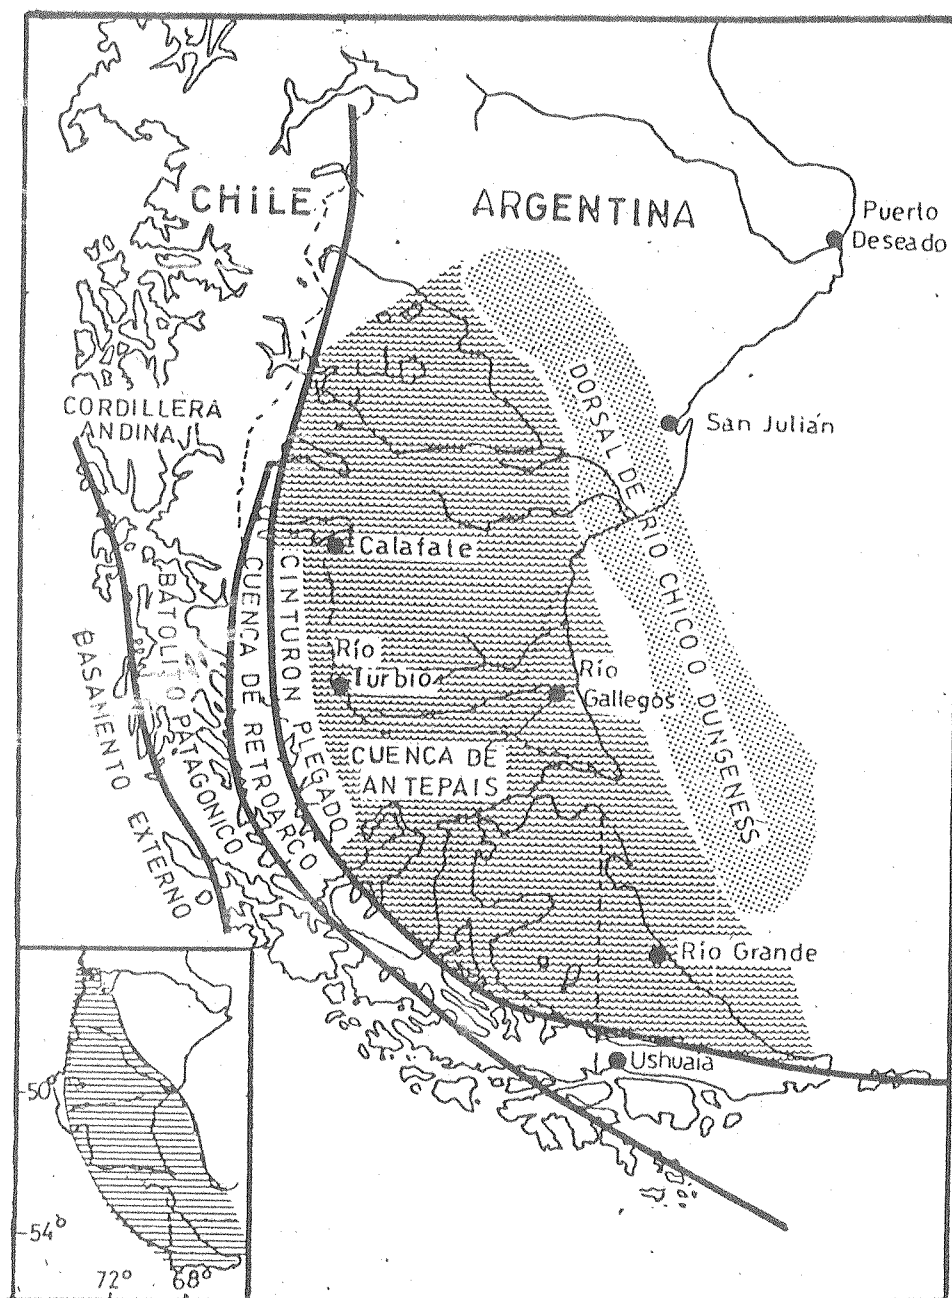 CHILE
ARGENTINA
Puerto
Deseado
CORDILLERA
ANDINA
San Julián
DORSAL DE RIO CHICO O DUNGENESS
Calafate
CINTURON PLEGADO
CUENCA DE RETROARCO
BATOLITO PATAGONICO
BASAMENTO EXTERNO
Río
Turbio
Río
Gallegos
CUENCA DE
ANTEPAIS
Río Grande
Ushuaia
50°
54°
72° 68°